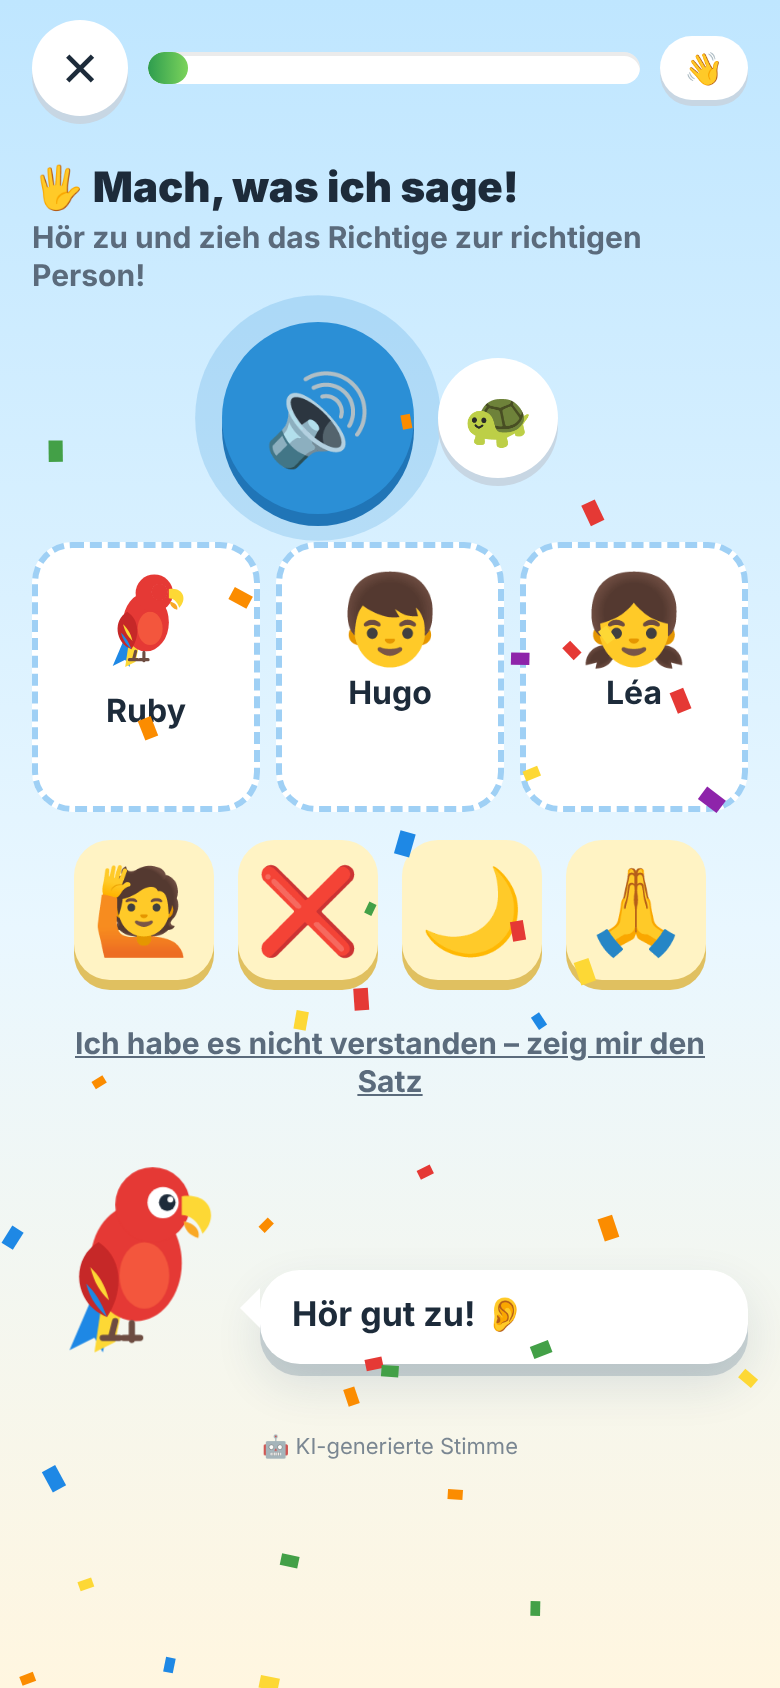 Mach, was ich sage!
Hör zu und zieh das Richtige zur richtigen
Person!
Ruby
Hugo
Léa
Ich habe es nicht verstanden – zeig mir den
Satz
Hör gut zu!
KI-generierte Stimme